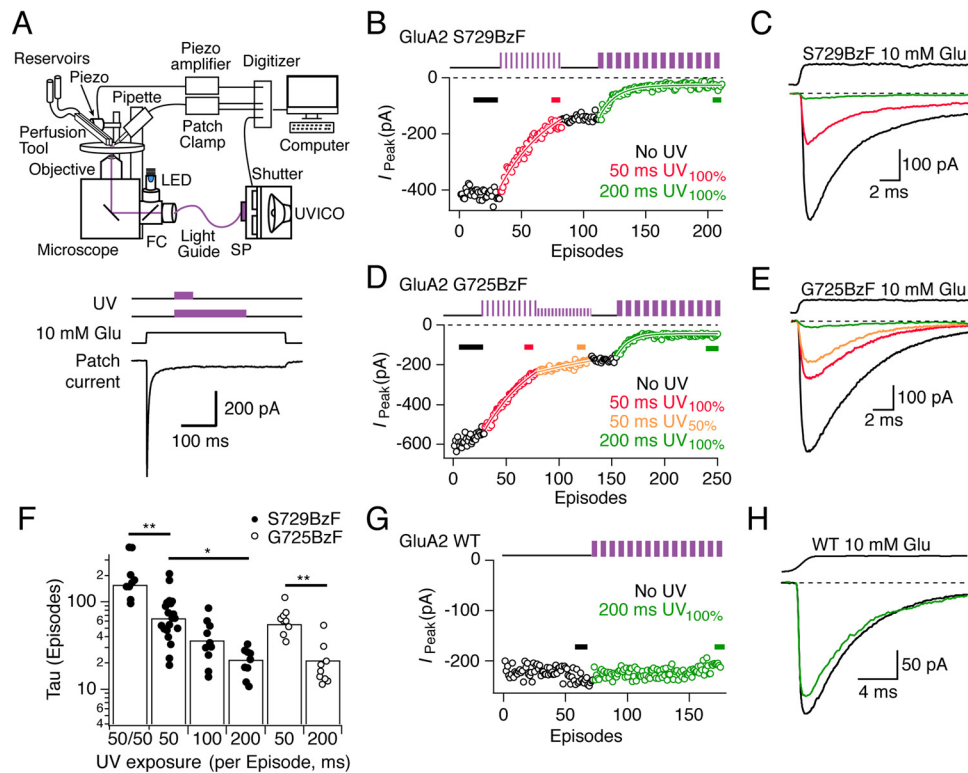 A
Reservoirs
Piezo
Piezo
amplifier
Digitizer
Pipette
Perfusion
Tool
Patch
Clamp
Computer
Objective
LED
Shutter
UVICO
Microscope
FC
Light
Guide
SP
UV
10 mM Glu
Patch
current
200 pA
100 ms
B
GluA2 S729BzF
0
-200
-400
I Peak(pA)
No UV
50 ms UV100%
200 ms UV100%
0 50 100 150 200
Episodes
C
S729BzF 10 mM Glu
100 pA
2 ms
D
GluA2 G725BzF
0
-200
-400
-600
I Peak(pA)
No UV
50 ms UV100%
50 ms UV50%
200 ms UV100%
0 50 100 150 200 250
Episodes
E
G725BzF 10 mM Glu
100 pA
2 ms
F
S729BzF
G725BzF
**
*
**
2
100
6
4
2
10
6
4
Tau (Episodes)
50/50 50 100 200 50 200
UV exposure (per Episode, ms)
G
GluA2 WT
0
-100
-200
I Peak(pA)
No UV
200 ms UV100%
0 50 100 150
Episodes
H
WT 10 mM Glu
50 pA
4 ms